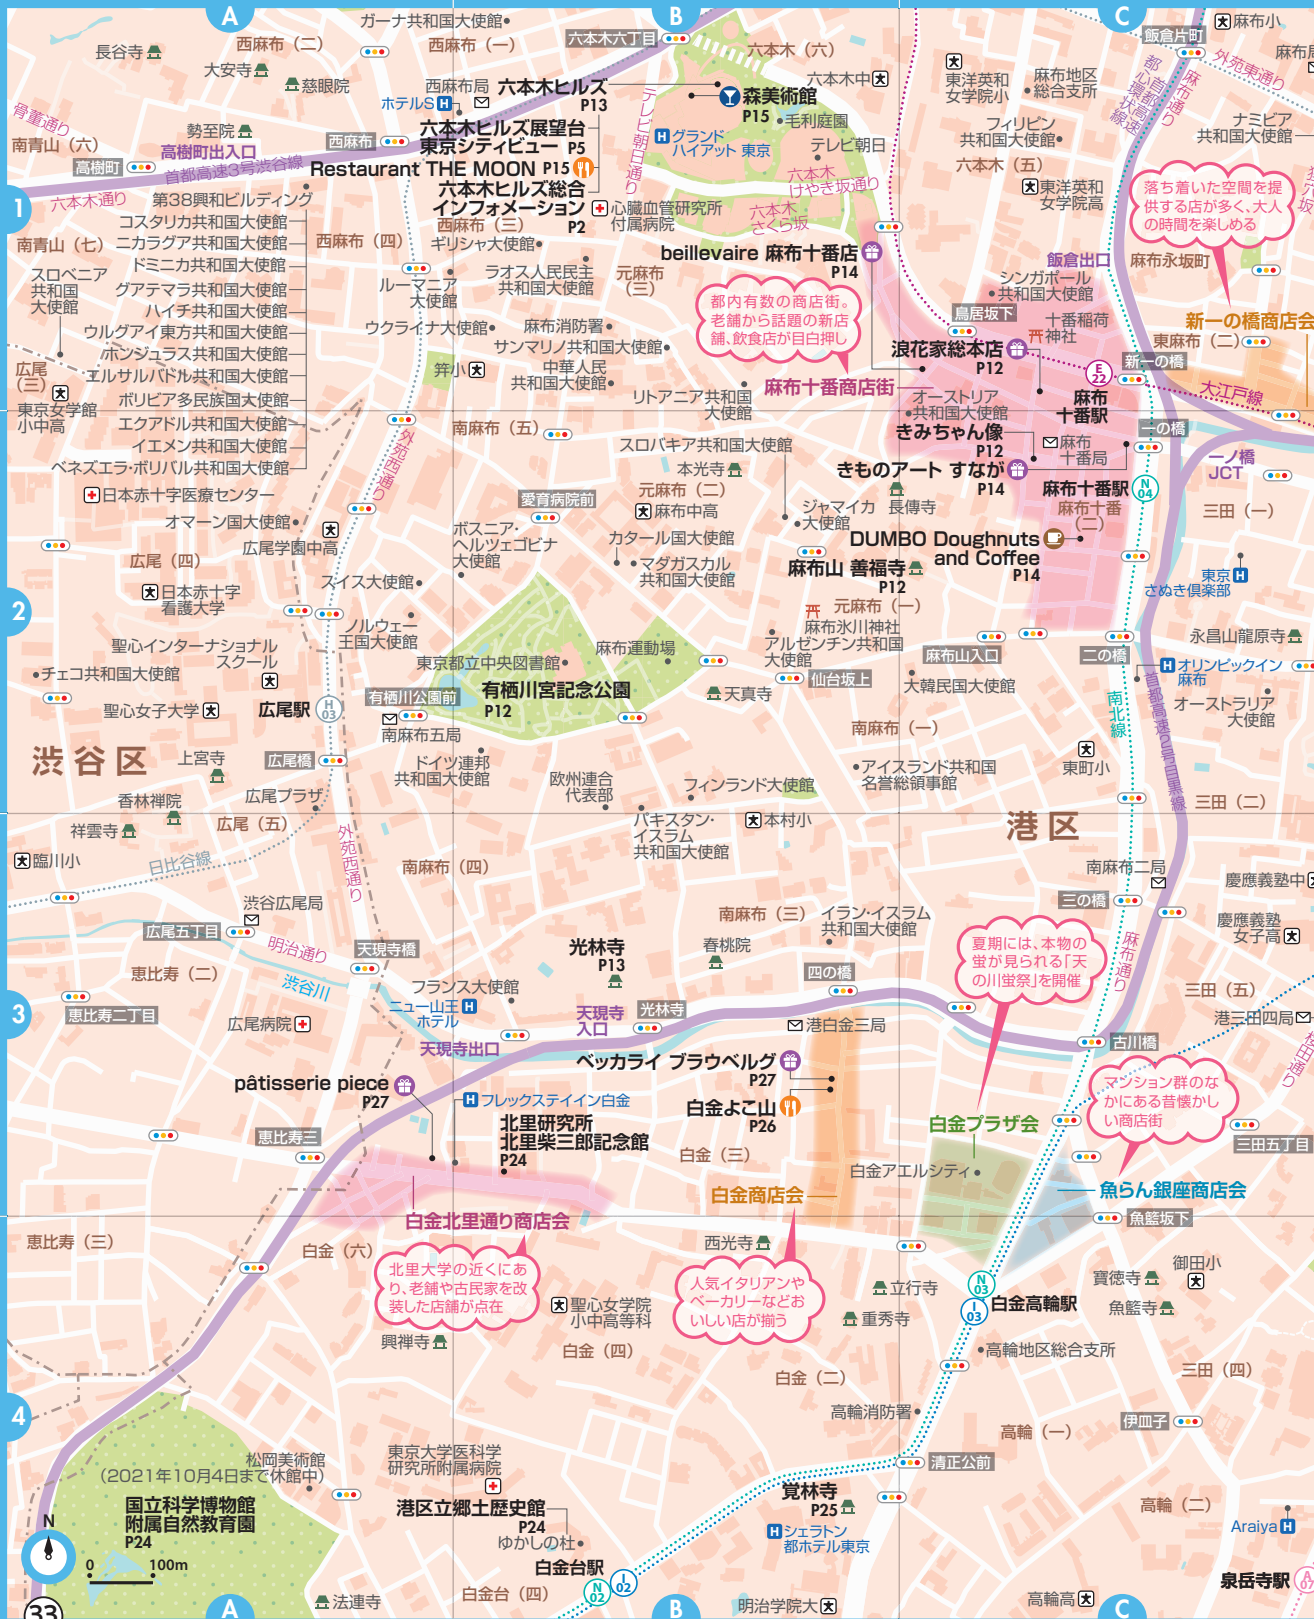 A
B
C
1
2
3
4
ガーナ共和国大使館
六本木六丁目
飯倉片町
麻布小
長谷寺
西麻布（二）
西麻布（一）
六本木（六）
外苑東通り
大安寺
慈眼院
西麻布局
六本木ヒルズ
P13
六本木中
東洋英和
女学院小
麻布地区
総合支所
首都高速
都心環状線
麻布通り
ホテルS
森美術館
P15
毛利庭園
骨董通り
勢至院
六本木ヒルズ展望台
東京シティビュー P5
テレビ朝日通り
グランド
ハイアット 東京
テレビ朝日
フィリピン
共和国大使館
ナミビア
共和国大使館
南青山（六）
高樹町出入口
西麻布
高樹町
首都高速3号渋谷線
Restaurant THE MOON P15
六本木
けやき坂通り
六本木（五）
六本木通り
第38興和ビルディング
六本木ヒルズ総合
インフォメーション
P2
心臓血管研究所
付属病院
六本木
さくら坂
東洋英和
女学院高
落ち着いた空間を提
供する店が多く、大人
の時間を楽しめる
コスタリカ共和国大使館
南青山（七）
ニカラグア共和国大使館
西麻布（四）
西麻布（三）
ギリシャ大使館
beillevaire 麻布十番店
P14
飯倉出口
麻布永坂町
ドミニカ共和国大使館
スロベニア
共和国
大使館
グアテマラ共和国大使館
ルーマニア
大使館
ラオス人民民主
共和国大使館
元麻布
（三）
シンガポール
共和国大使館
ハイチ共和国大使館
都内有数の商店街。
老舗から話題の新店
舗、飲食店が目白押し
鳥居坂下
十番稲荷
神社
新一の橋商店会
ウルグアイ東方共和国大使館
ウクライナ大使館
麻布消防署
ホンジュラス共和国大使館
サンマリノ共和国大使館
浪花家総本店
P12
東麻布（二）
新一の橋
広尾
（三）
エルサルバドル共和国大使館
笄小
中華人民
共和国大使館
E
22
麻布
十番駅
大江戸線
東京女学館
小中高
ボリビア多民族国大使館
リトアニア共和国
大使館
麻布十番商店街
オーストリア
共和国大使館
エクアドル共和国大使館
外苑西通り
南麻布（五）
きみちゃん像
P12
麻布
十番局
一の橋
イエメン共和国大使館
スロバキア共和国大使館
ベネズエラ・ボリバル共和国大使館
本光寺
きものアート すなが
P14
一ノ橋
JCT
日本赤十字医療センター
愛育病院前
元麻布（二）
麻布中高
麻布十番駅
N
04
オマーン国大使館
ジャマイカ
大使館
長傳寺
麻布十番
（二）
三田（一）
広尾学園中高
ボスニア・
ヘルツェゴビナ
大使館
カタール国大使館
DUMBO Doughnuts
and Coffee
P14
広尾（四）
マダガスカル
共和国大使館
麻布山 善福寺
P12
スイス大使館
日本赤十字
看護大学
東京
さぬき倶楽部
ノルウェー
王国大使館
元麻布（一）
麻布氷川神社
聖心インターナショナル
スクール
麻布運動場
アルゼンチン共和国
大使館
永昌山龍原寺
東京都立中央図書館
麻布山入口
二の橋
チェコ共和国大使館
有栖川公園前
有栖川宮記念公園
P12
仙台坂上
オリンピックイン
麻布
天真寺
大韓民国大使館
聖心女子大学
広尾駅
H
03
南麻布五局
南北線
首都高速2号目黒線
オーストラリア
大使館
南麻布（一）
渋谷区
上宮寺
広尾橋
ドイツ連邦
共和国大使館
欧州連合
代表部
アイスランド共和国
名誉総領事館
東町小
香林禅院
広尾プラザ
フィンランド大使館
三田（二）
祥雲寺
広尾（五）
パキスタン・
イスラム
共和国大使館
本村小
港区
臨川小
日比谷線
外苑西通り
南麻布（四）
南麻布二局
慶應義塾中
渋谷広尾局
三の橋
広尾五丁目
南麻布（三）
イラン・イスラム
共和国大使館
慶應義塾
女子高
明治通り
天現寺橋
光林寺
P13
春桃院
夏期には、本物の
蛍が見られる「天
の川蛍祭」を開催
麻布通り
恵比寿（二）
四の橋
渋谷川
フランス大使館
三田（五）
恵比寿二丁目
ニュー山王
ホテル
天現寺
入口
光林寺
港三田四局
広尾病院
港白金三局
桜田通り
天現寺出口
古川橋
ベッカライ ブラウベルグ
P27
pâtisserie piece
P27
フレックステイイン白金
白金よこ山
P26
マンション群のな
かにある昔懐かし
い商店街
北里研究所
北里柴三郎記念館
P24
白金プラザ会
恵比寿三
三田五丁目
白金（三）
白金アエルシティ
白金商店会
魚らん銀座商店会
白金北里通り商店会
魚籃坂下
恵比寿（三）
白金（六）
西光寺
御田小
北里大学の近くにあ
り、老舗や古民家を改
装した店舗が点在
人気イタリアンや
ベーカリーなどお
いしい店が揃う
立行寺
N
03
I
03
白金高輪駅
寶徳寺
魚籃寺
聖心女学院
小中高等科
重秀寺
興禅寺
白金（四）
高輪地区総合支所
三田（四）
白金（二）
高輪消防署
高輪（一）
伊皿子
松岡美術館
（2021年10月4日まで休館中）
東京大学医科学
研究所附属病院
清正公前
国立科学博物館
附属自然教育園
P24
港区立郷土歴史館
P24
覚林寺
P25
高輪（二）
N
0 100m
ゆかしの杜
シェラトン
都ホテル東京
Araiya
白金台駅
N
02
I
02
泉岳寺駅
A
07
33
法連寺
白金台（四）
明治学院大
高輪高
A
B
C